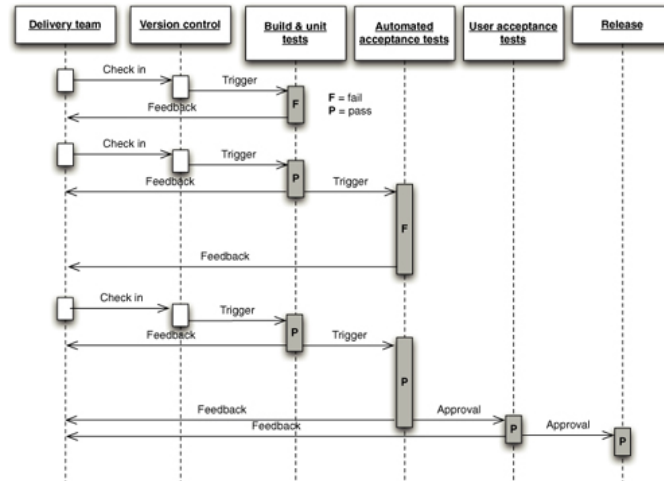 Delivery team
Version control
Build & unit
tests
Automated
acceptance tests
User acceptance
tests
Release
Check in
Trigger
F
F = fail
P = pass
Feedback
Check in
Trigger
P
Feedback
Trigger
F
Feedback
Check in
Trigger
P
Feedback
Trigger
P
Feedback
Approval
P
Feedback
Approval
P